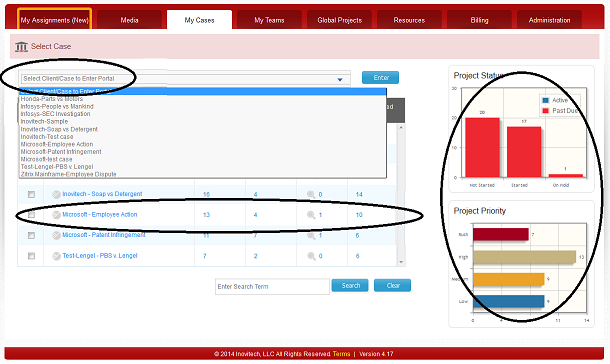 My Assignments (New) Media My Cases My Teams Global Projects Resources Billing Administration
Select Case
Select Client/Case to Enter Portal Enter
Select Client/Case to Enter Portal
Honda-Parts vs Motors
Infosys-People vs Mankind
Infosys-SEC Investigation
Inovitech-Sample
Inovitech-Soap vs Detergent
Inovitech-Test case
Microsoft-Employee Action
Microsoft-Patent Infringement
Microsoft-test case
Test-Lengel-PBS v. Lengel
Zitrix Mainframe-Employee Dispute
Inovitech - Soap vs Detergent 16 4 0 14
Microsoft - Employee Action 13 4 1 10
Microsoft - Patent Infringement 11 7 1 6
Test-Lengel - PBS v. Lengel 7 2 0 6
Enter Search Term Search Clear
Project Status
30
Active
Past Due
20
17
20
10
1
0
Not Started Started On Hold
Project Priority
Rush 7
High 13
Medium 9
Low 9
0 4 7 11 14
© 2014 Inovitech, LLC All Rights Reserved. Terms | Version 4.17